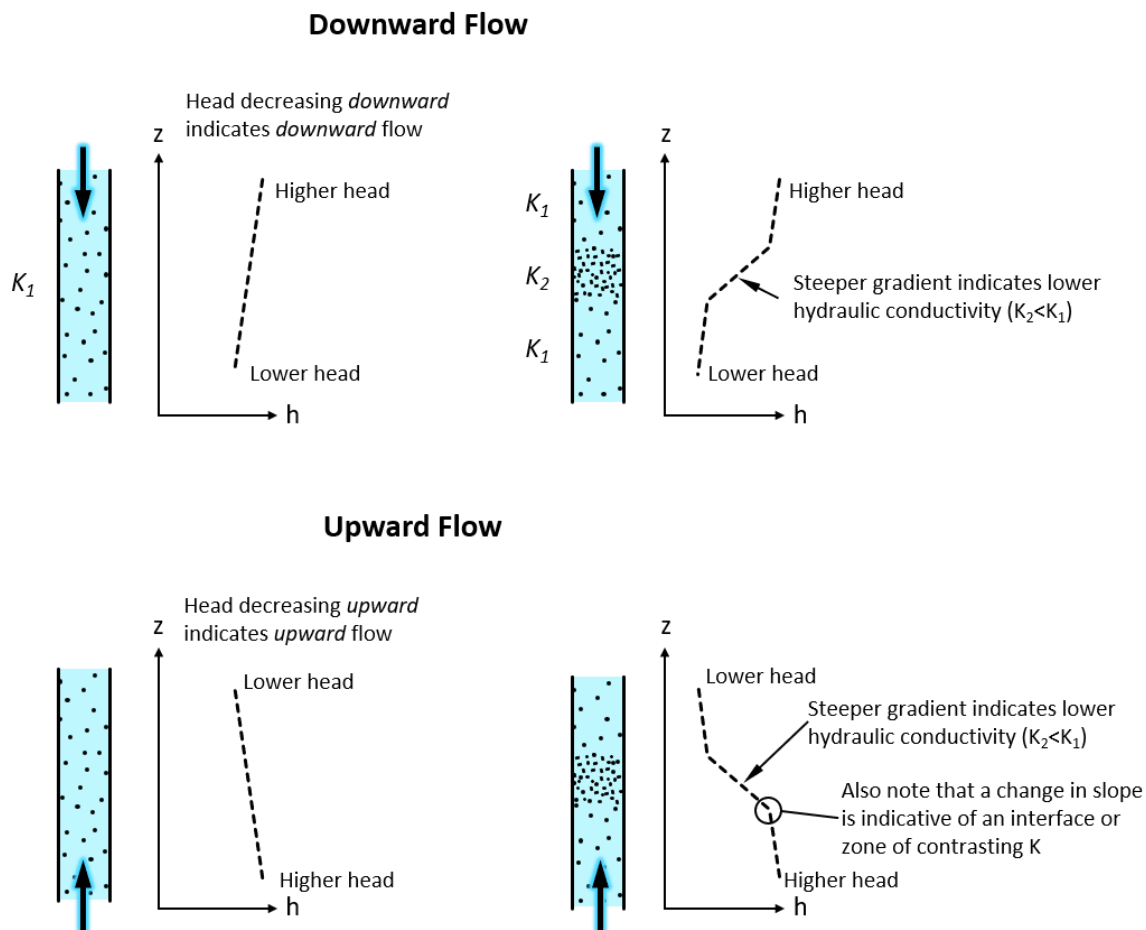 Downward Flow
Head decreasing downward
indicates downward flow
z
Higher head
K1
Lower head
h
z
K1
Higher head
K2
Steeper gradient indicates lower
hydraulic conductivity (K2<K1)
K1
Lower head
h
Upward Flow
Head decreasing upward
indicates upward flow
z
Lower head
Higher head
h
z
Lower head
Steeper gradient indicates lower
hydraulic conductivity (K2<K1)
Also note that a change in slope
is indicative of an interface or
zone of contrasting K
Higher head
h